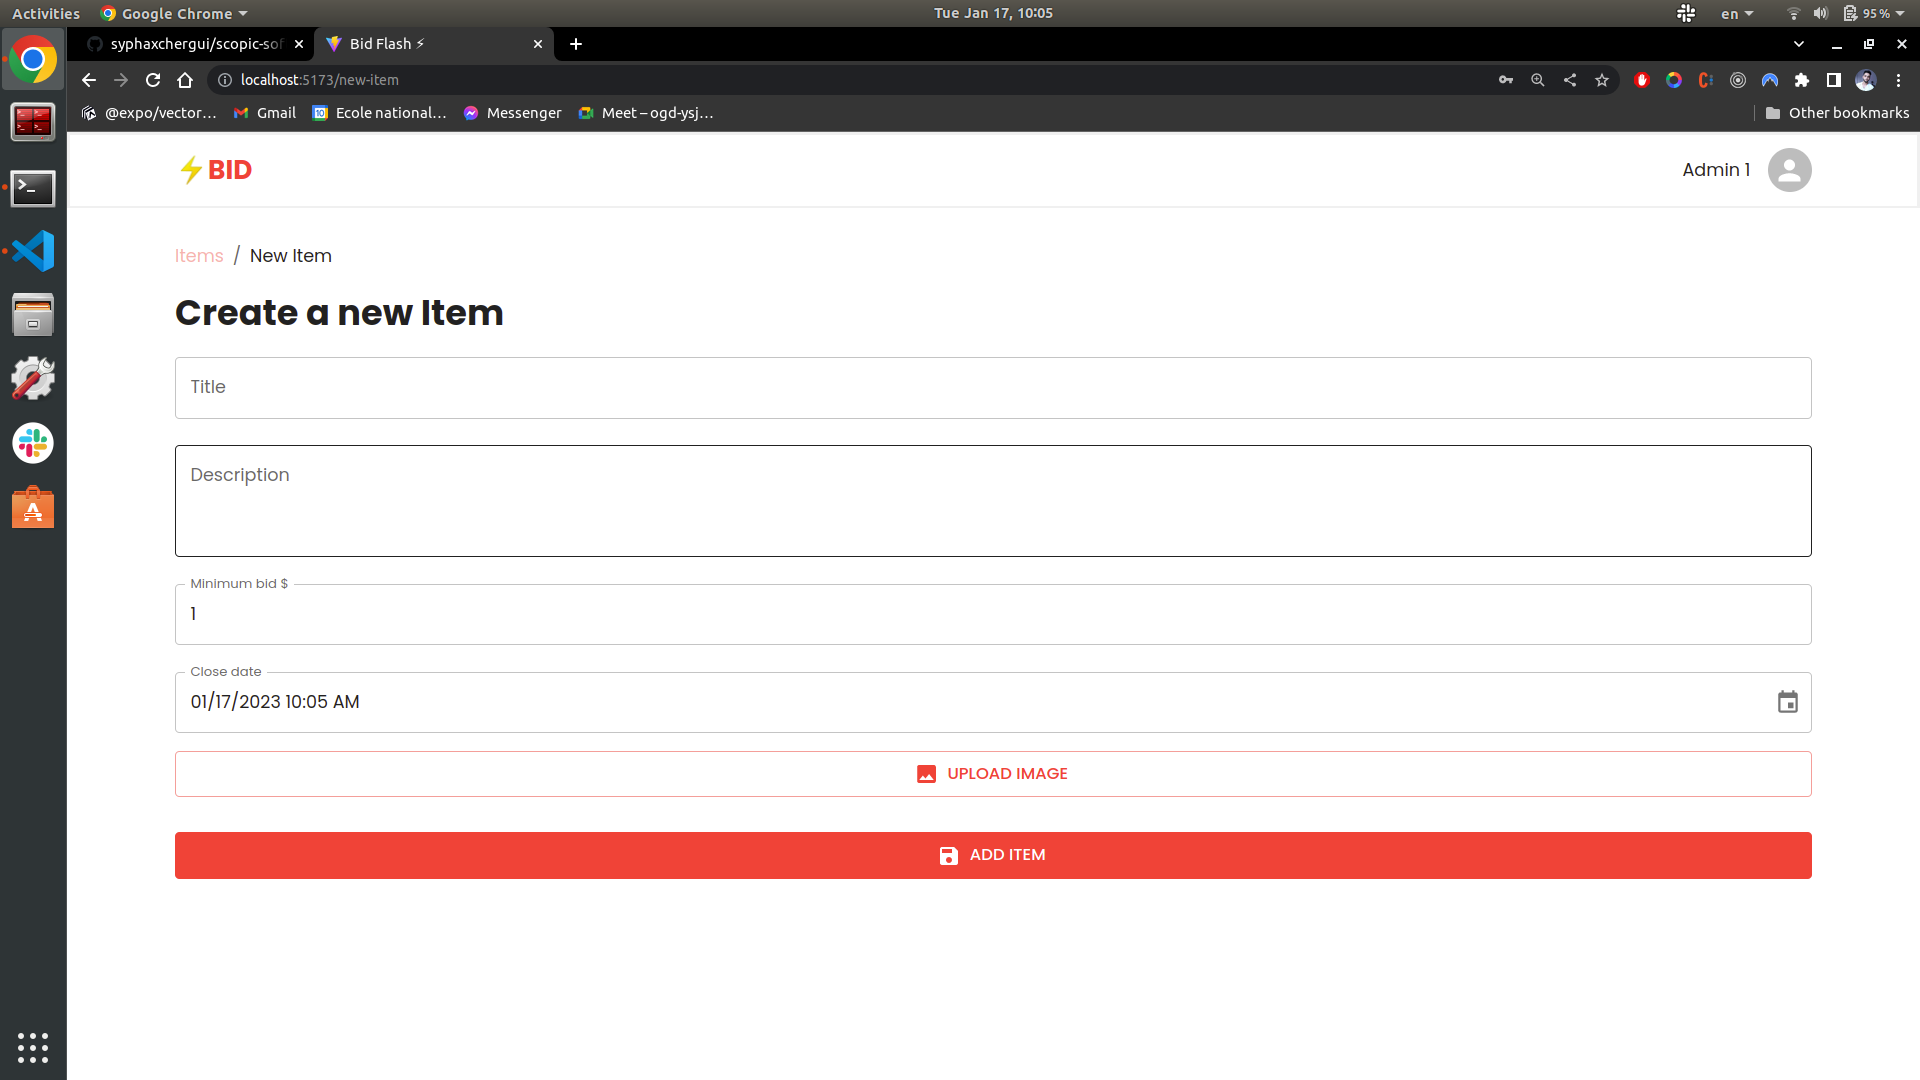 Activities Google Chrome Tue Jan 17, 10:05 en 95 %
syphaxchergui/scopic-sof Bid Flash ⚡
localhost:5173/new-item
@expo/vector… Gmail Ecole national… Messenger Meet – ogd-ysj… Other bookmarks
⚡BID Admin 1
Items / New Item
Create a new Item
Title
Description
Minimum bid $
1
Close date
01/17/2023 10:05 AM
UPLOAD IMAGE
ADD ITEM